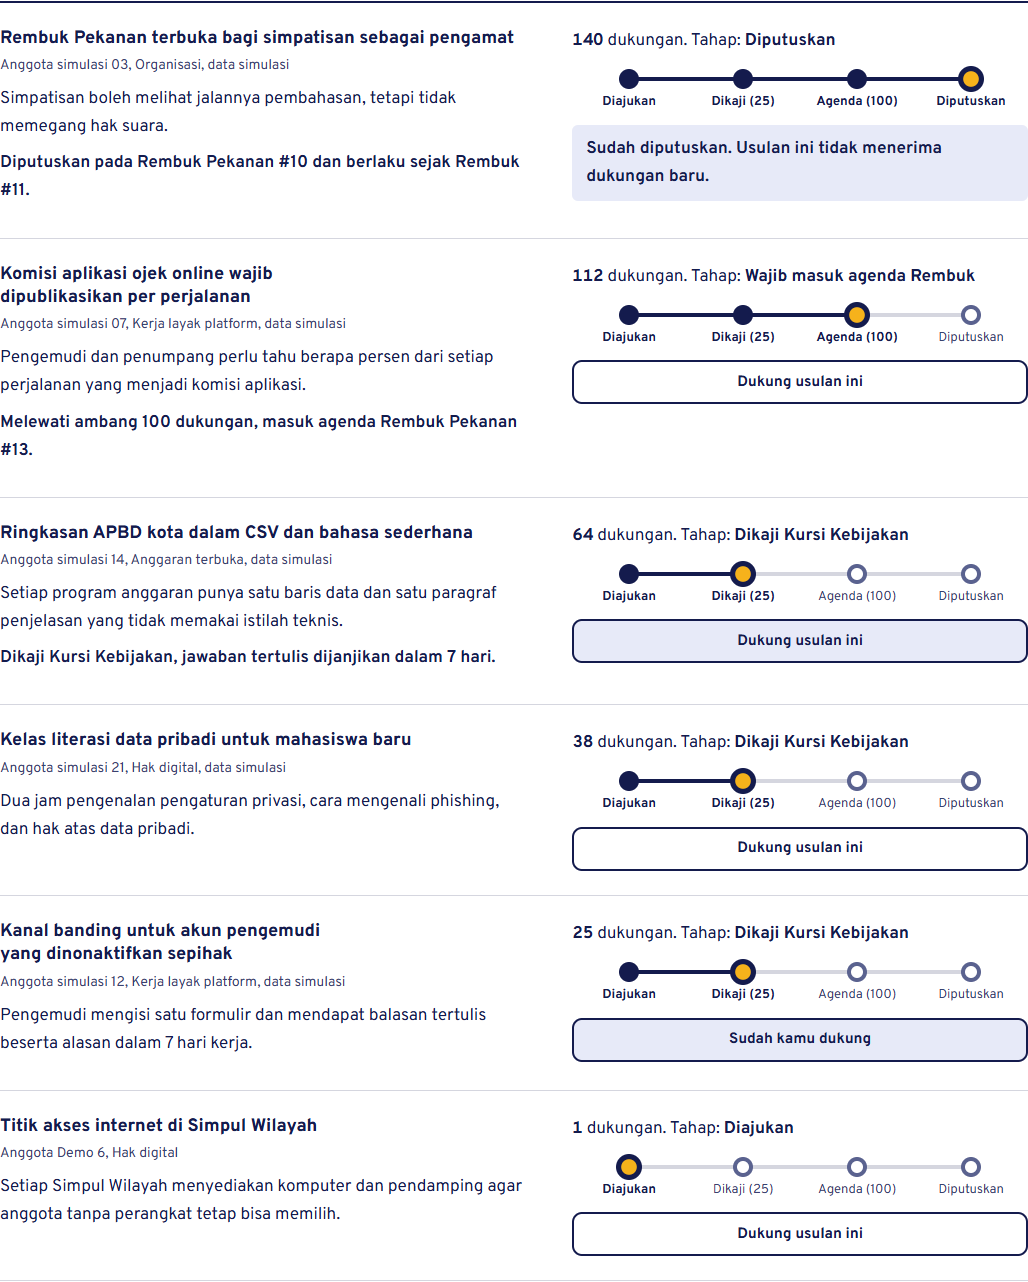 Rembuk Pekanan terbuka bagi simpatisan sebagai pengamat
Anggota simulasi 03, Organisasi, data simulasi
Simpatisan boleh melihat jalannya pembahasan, tetapi tidak
memegang hak suara.
Diputuskan pada Rembuk Pekanan #10 dan berlaku sejak Rembuk
#11.
140 dukungan. Tahap: Diputuskan
Diajukan Dikaji (25) Agenda (100) Diputuskan
Sudah diputuskan. Usulan ini tidak menerima
dukungan baru.
Komisi aplikasi ojek online wajib
dipublikasikan per perjalanan
Anggota simulasi 07, Kerja layak platform, data simulasi
Pengemudi dan penumpang perlu tahu berapa persen dari setiap
perjalanan yang menjadi komisi aplikasi.
Melewati ambang 100 dukungan, masuk agenda Rembuk Pekanan
#13.
112 dukungan. Tahap: Wajib masuk agenda Rembuk
Diajukan Dikaji (25) Agenda (100) Diputuskan
Dukung usulan ini
Ringkasan APBD kota dalam CSV dan bahasa sederhana
Anggota simulasi 14, Anggaran terbuka, data simulasi
Setiap program anggaran punya satu baris data dan satu paragraf
penjelasan yang tidak memakai istilah teknis.
Dikaji Kursi Kebijakan, jawaban tertulis dijanjikan dalam 7 hari.
64 dukungan. Tahap: Dikaji Kursi Kebijakan
Diajukan Dikaji (25) Agenda (100) Diputuskan
Dukung usulan ini
Kelas literasi data pribadi untuk mahasiswa baru
Anggota simulasi 21, Hak digital, data simulasi
Dua jam pengenalan pengaturan privasi, cara mengenali phishing,
dan hak atas data pribadi.
38 dukungan. Tahap: Dikaji Kursi Kebijakan
Diajukan Dikaji (25) Agenda (100) Diputuskan
Dukung usulan ini
Kanal banding untuk akun pengemudi
yang dinonaktifkan sepihak
Anggota simulasi 12, Kerja layak platform, data simulasi
Pengemudi mengisi satu formulir dan mendapat balasan tertulis
beserta alasan dalam 7 hari kerja.
25 dukungan. Tahap: Dikaji Kursi Kebijakan
Diajukan Dikaji (25) Agenda (100) Diputuskan
Sudah kamu dukung
Titik akses internet di Simpul Wilayah
Anggota Demo 6, Hak digital
Setiap Simpul Wilayah menyediakan komputer dan pendamping agar
anggota tanpa perangkat tetap bisa memilih.
1 dukungan. Tahap: Diajukan
Diajukan Dikaji (25) Agenda (100) Diputuskan
Dukung usulan ini